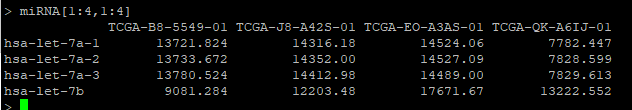 > miRNA[1:4,1:4]
TCGA-B8-5549-01 TCGA-J8-A42S-01 TCGA-EO-A3AS-01 TCGA-QK-A6IJ-01
hsa-let-7a-1 13721.824 14316.18 14524.06 7782.447
hsa-let-7a-2 13733.672 14352.00 14527.09 7828.599
hsa-let-7a-3 13780.524 14412.98 14489.00 7829.613
hsa-let-7b 9081.284 12203.48 17671.67 13222.552
>